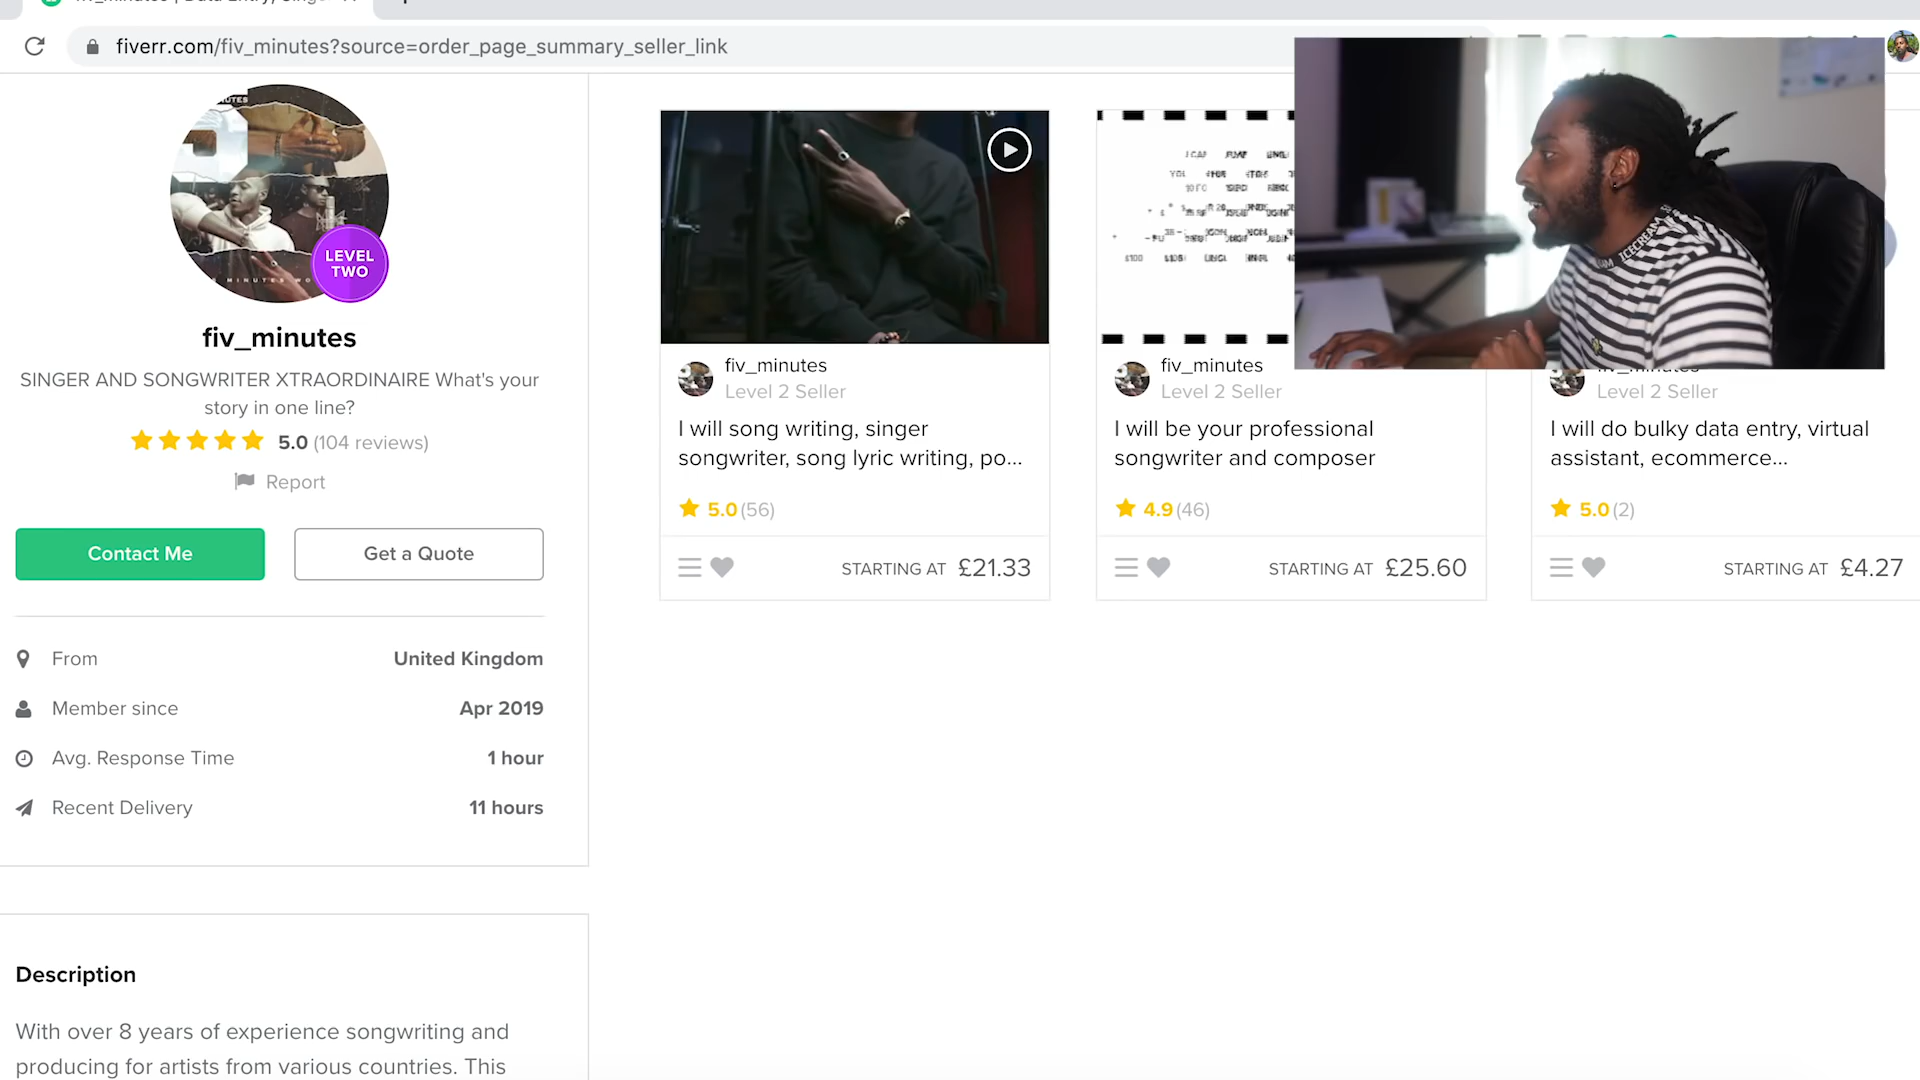 fiverr.com/fiv_minutes?source=order_page_summary_seller_link
LEVEL
TWO
fiv_minutes
SINGER AND SONGWRITER XTRAORDINAIRE What's your
story in one line?
5.0 (104 reviews)
Report
Contact Me
Get a Quote
From
United Kingdom
Member since
Apr 2019
Avg. Response Time
1 hour
Recent Delivery
11 hours
Description
With over 8 years of experience songwriting and
producing for artists from various countries. This
fiv_minutes
Level 2 Seller
I will song writing, singer
songwriter, song lyric writing, po...
5.0 (56)
STARTING AT £21.33
fiv_minutes
Level 2 Seller
I will be your professional
songwriter and composer
4.9 (46)
STARTING AT £25.60
Level 2 Seller
I will do bulky data entry, virtual
assistant, ecommerce...
5.0 (2)
STARTING AT £4.27
ICECREAM